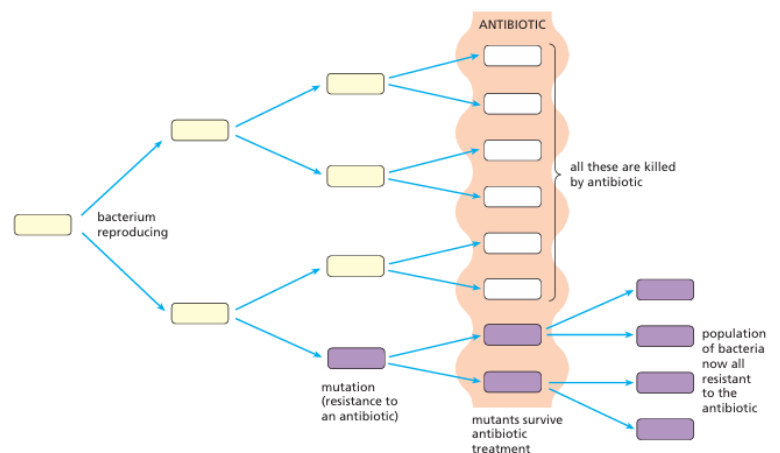 ANTIBIOTIC
all these are killed
by antibiotic
bacterium
reproducing
population
of bacteria
now all
resistant
to the
antibiotic
mutation
(resistance to
an antibiotic)
mutants survive
antibiotic
treatment